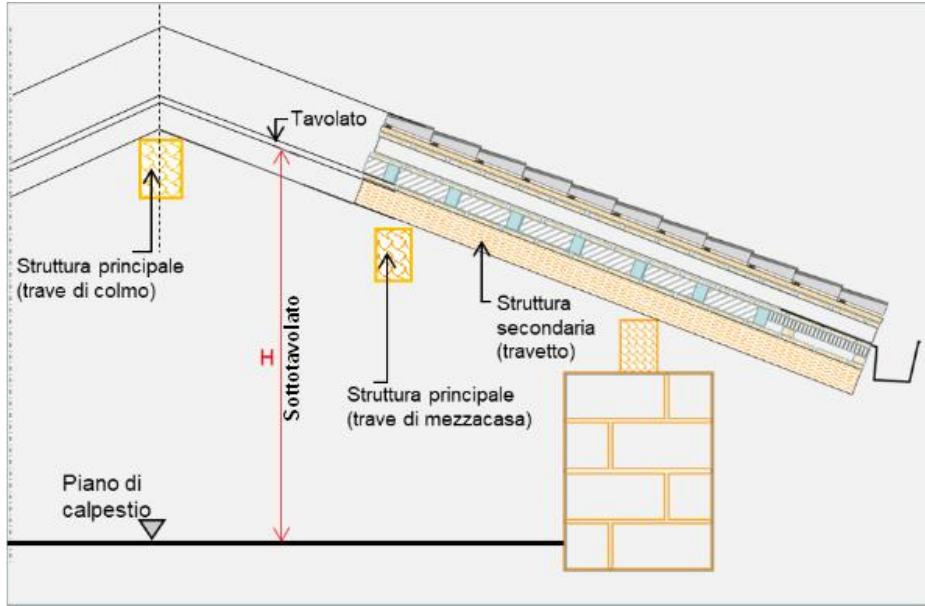 Tavolato
Struttura principale
(trave di colmo)
H
Sottotavolato
Struttura
secondaria
(travetto)
Struttura principale
(trave di mezzacasa)
Piano di
calpestio